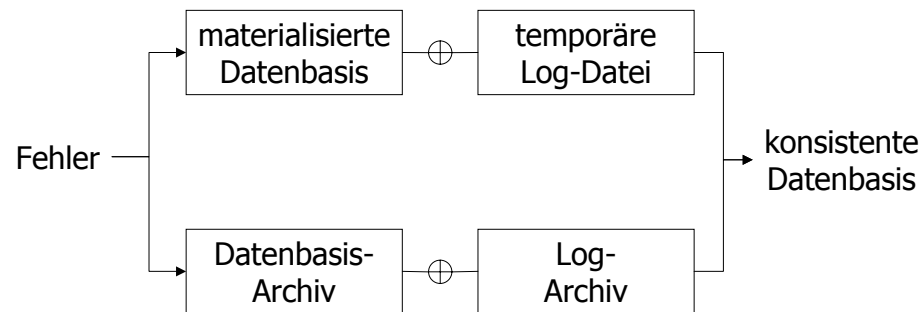 materialisierte
Datenbasis
temporäre
Log-Datei
Fehler
konsistente
Datenbasis
Datenbasis-
Archiv
Log-
Archiv